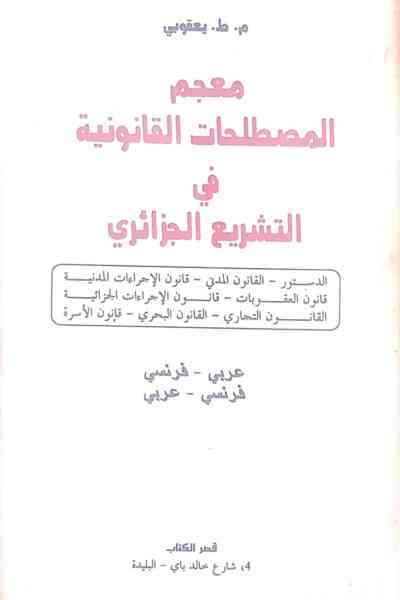 م. ط. يعقوبي
معجم
المصطلحات القانونية
في
التشريع الجزائري
الدستور - القانون المدني - قانون الإجراءات المدنية
قانون العقوبات - قانون الإجراءات الجزائية
القانون التجاري - القانون البحري - قانون الأسرة
عربي - فرنسي
فرنسي - عربي
قصر الكتاب
4، شارع خالد باي - البليدة